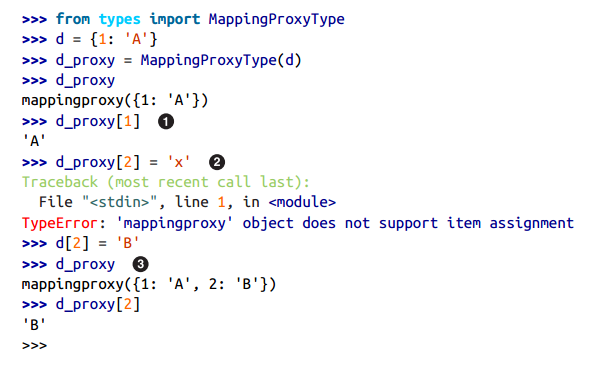 >>> from types import MappingProxyType
>>> d = {1: 'A'}
>>> d_proxy = MappingProxyType(d)
>>> d_proxy
mappingproxy({1: 'A'})
>>> d_proxy[1] ❶
'A'
>>> d_proxy[2] = 'x' ❷
Traceback (most recent call last):
  File "<stdin>", line 1, in <module>
TypeError: 'mappingproxy' object does not support item assignment
>>> d[2] = 'B'
>>> d_proxy ❸
mappingproxy({1: 'A', 2: 'B'})
>>> d_proxy[2]
'B'
>>>